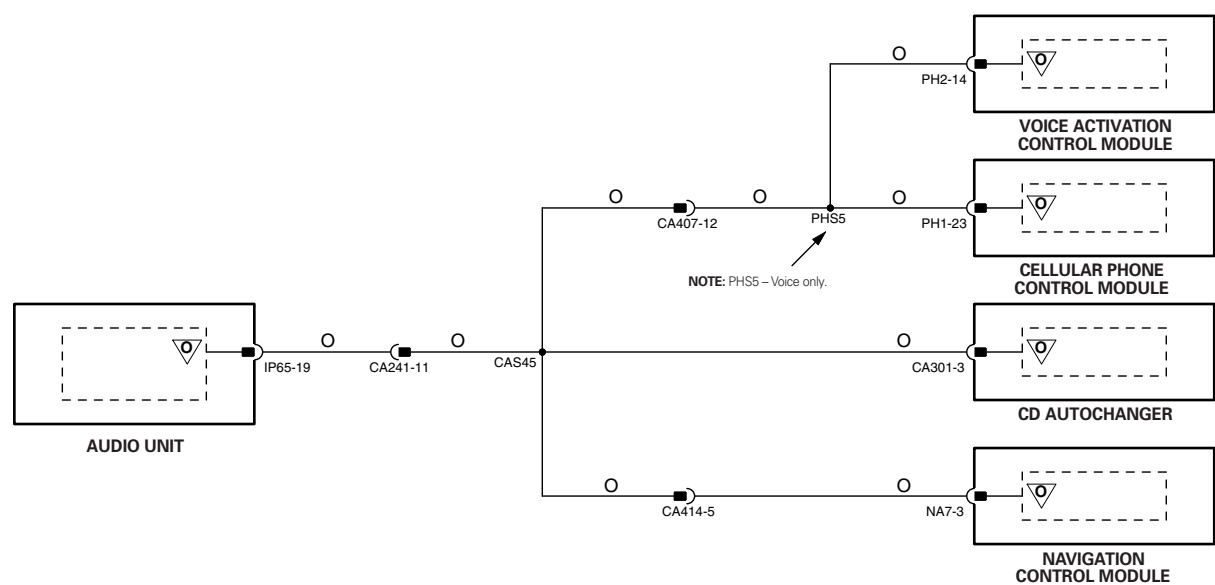 O
O
PH2-14
VOICE ACTIVATION
CONTROL MODULE
O
O
O
O
CA407-12
PHS5
PH1-23
NOTE: PHS5 – Voice only.
CELLULAR PHONE
CONTROL MODULE
O
O
O
O
O
IP65-19
CA241-11
CAS45
CA301-3
AUDIO UNIT
CD AUTOCHANGER
O
O
O
CA414-5
NA7-3
NAVIGATION
CONTROL MODULE